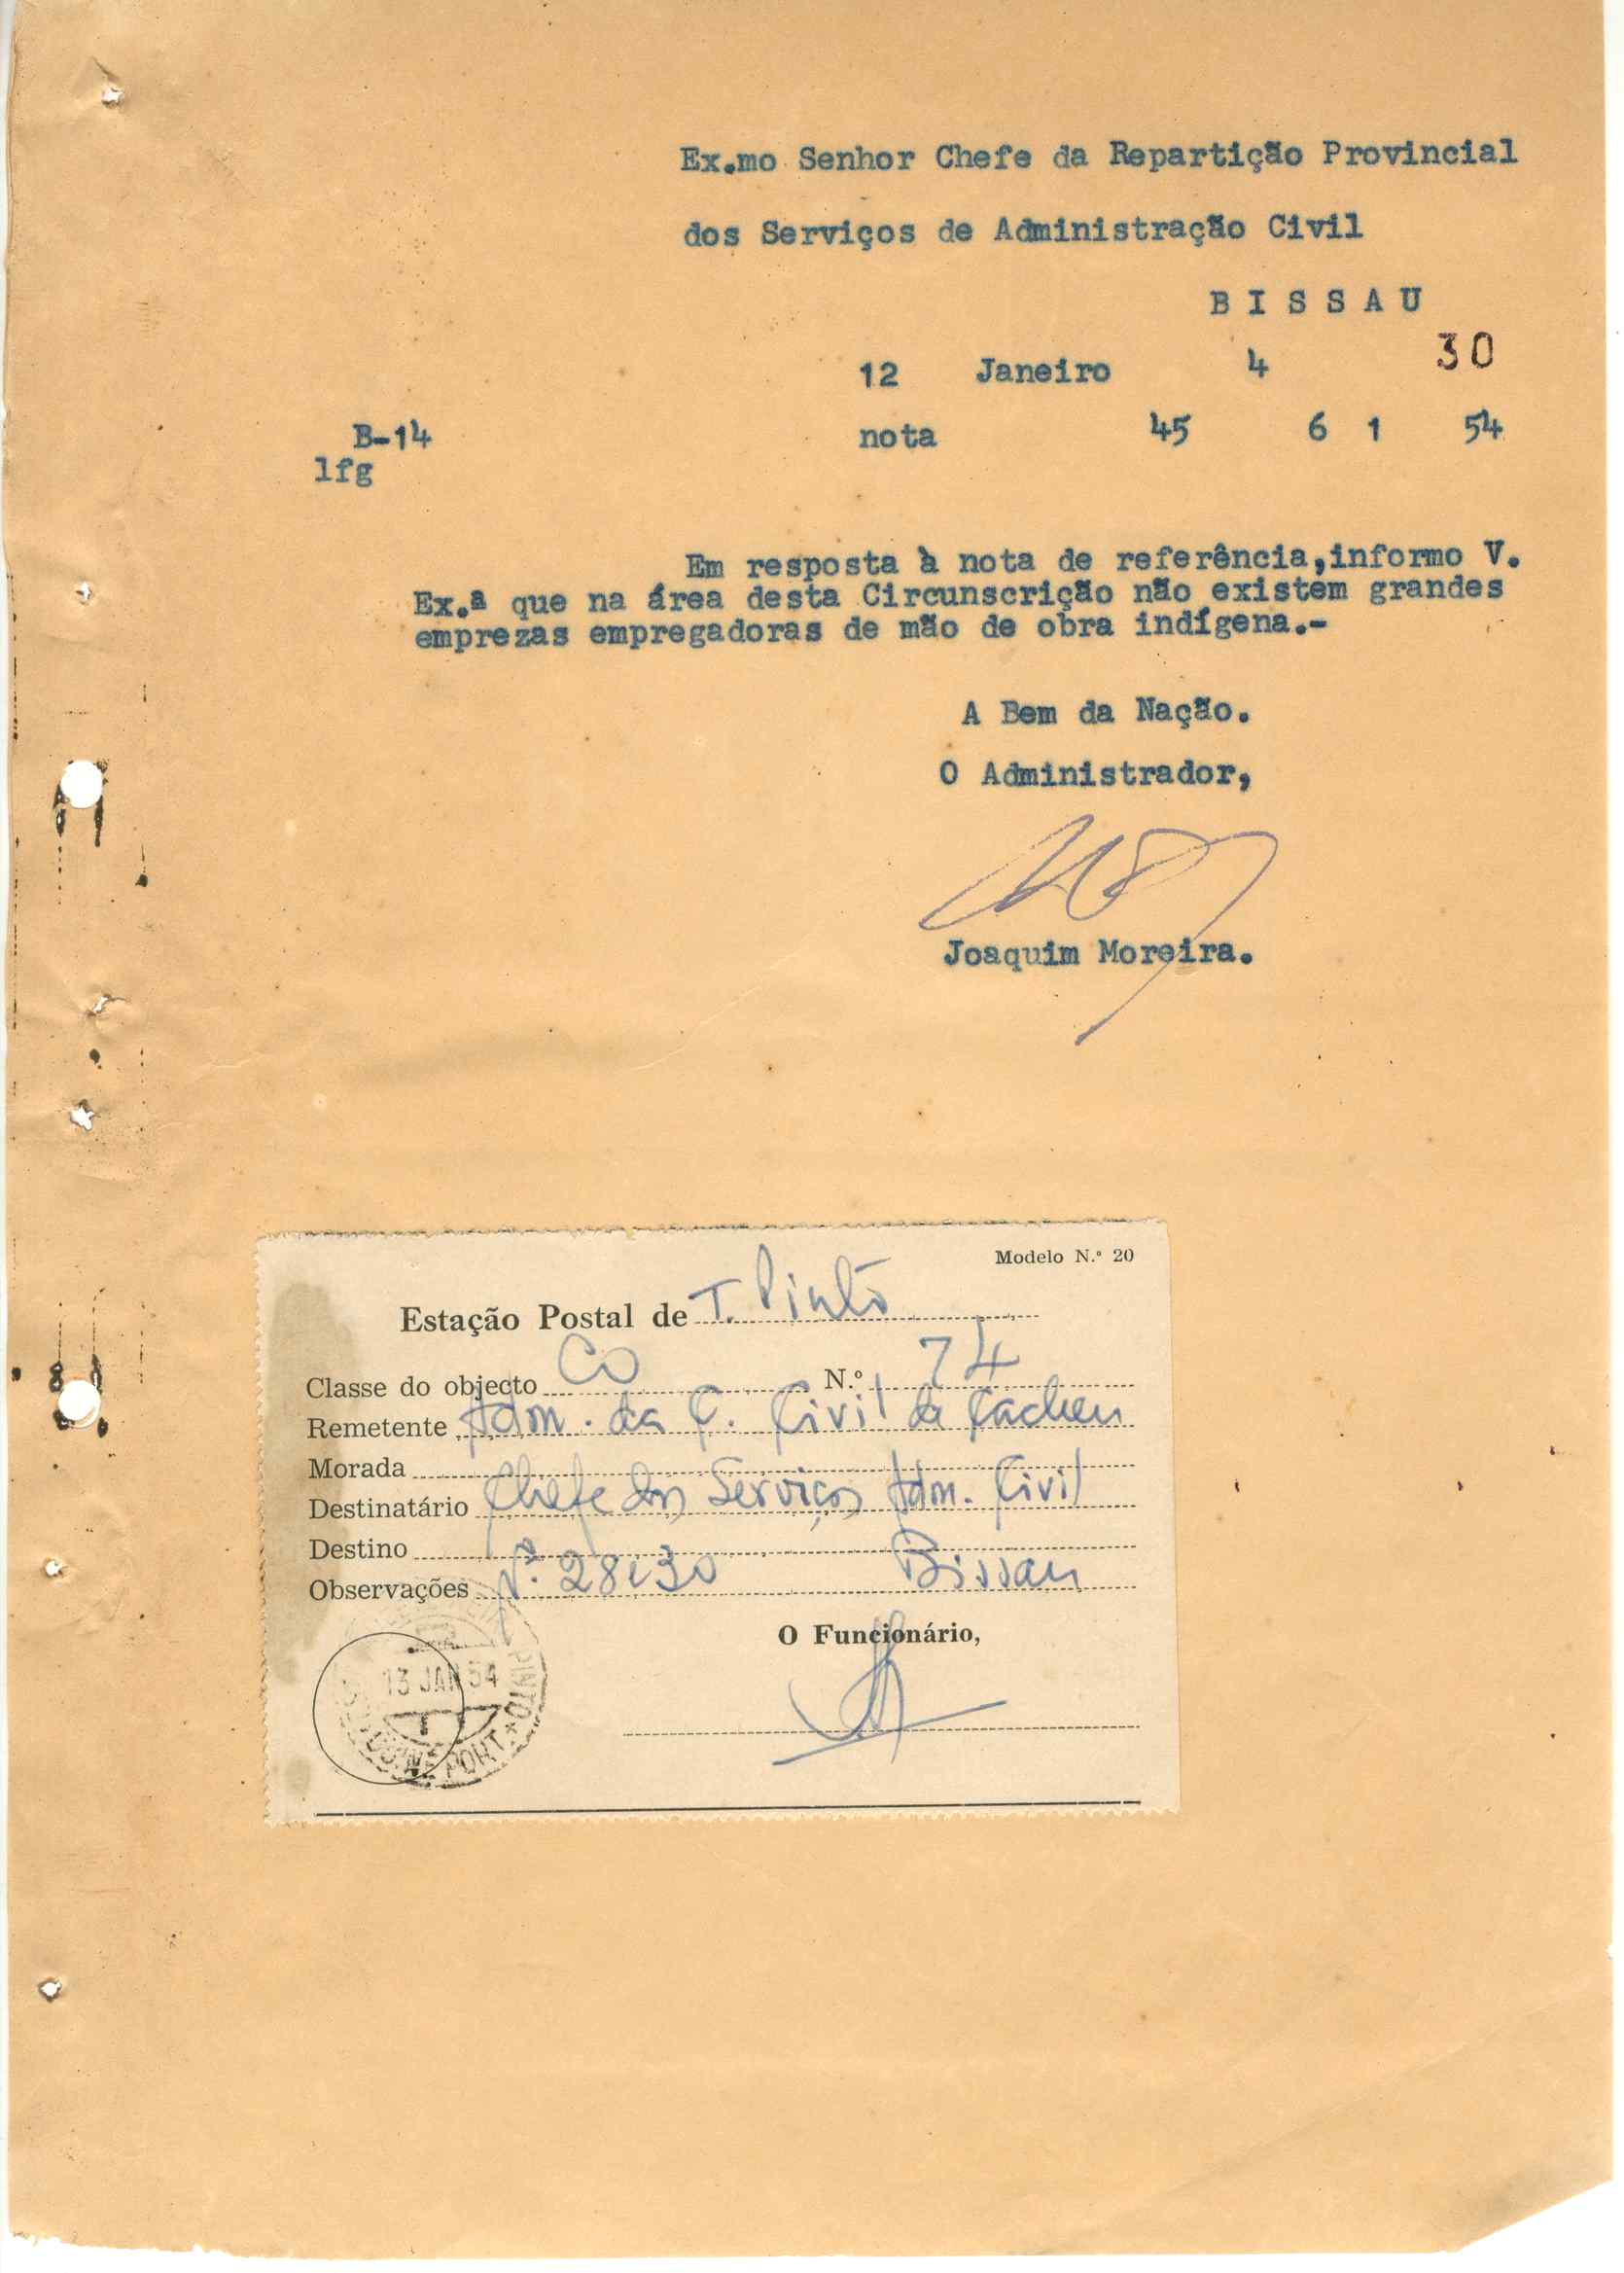 Ex.mo Senhor Chefe da Repartição Provincial
dos Serviços de Administração Civil
B I S S A U
12 Janeiro 4 30
B-14 nota 45 6 1 54
lfg
Em resposta à nota de referência,informo V.
Ex.ª que na área desta Circunscrição não existem grandes
emprezas empregadoras de mão de obra indígena.-
A Bem da Nação.
O Administrador,
Joaquim Moreira.
Modelo N.º 20
Estação Postal de T. Pinto
Classe do objecto CO N.º 74
Remetente Adm. da C. Civil de Cacheu
Morada
Destinatário Chefe dos Serviços Adm. Civil
Destino
Observações Nº. 28 e 30 Bissau
O Funcionário,
13 JAN 54
PINTO
GUINÉ PORT.